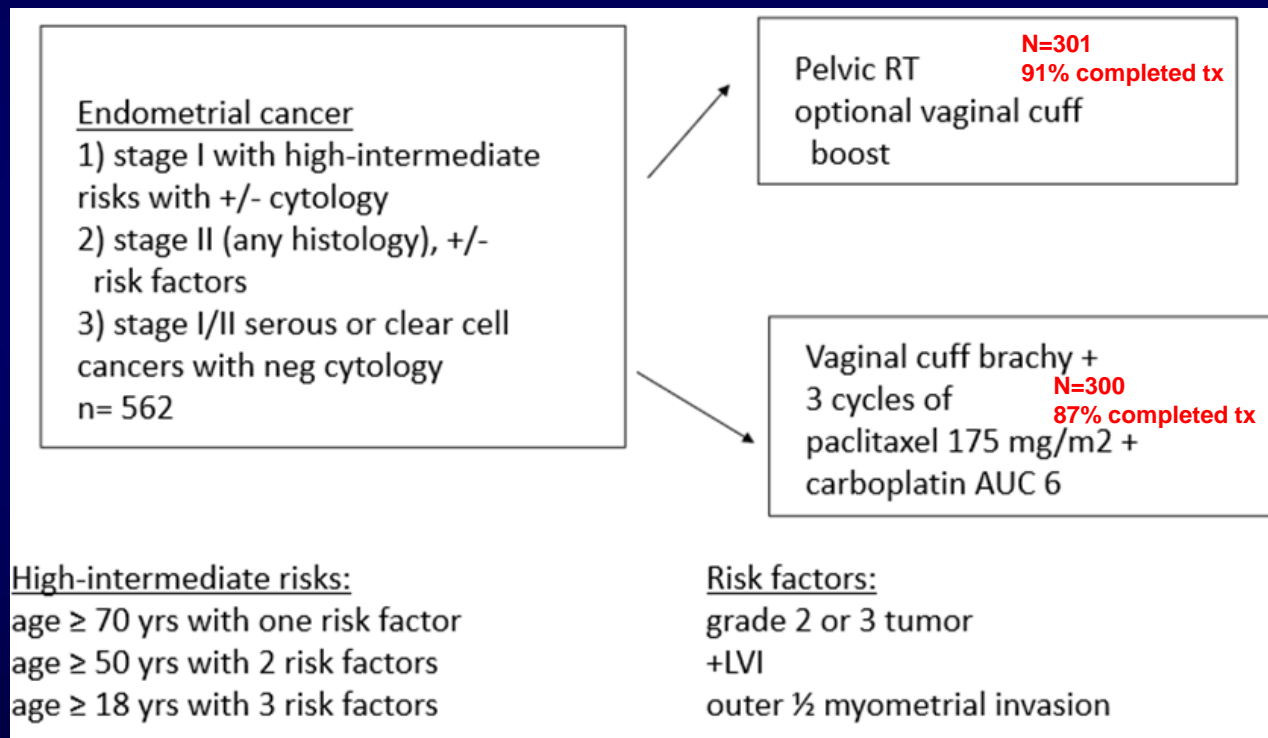 Endometrial cancer
1) stage I with high-intermediate
risks with +/- cytology
2) stage II (any histology), +/-
risk factors
3) stage I/II serous or clear cell
cancers with neg cytology
n= 562
Pelvic RT
optional vaginal cuff
boost
N=301
91% completed tx
Vaginal cuff brachy +
3 cycles of
paclitaxel 175 mg/m2 +
carboplatin AUC 6
N=300
87% completed tx
High-intermediate risks:
age ≥ 70 yrs with one risk factor
age ≥ 50 yrs with 2 risk factors
age ≥ 18 yrs with 3 risk factors
Risk factors:
grade 2 or 3 tumor
+LVI
outer ½ myometrial invasion